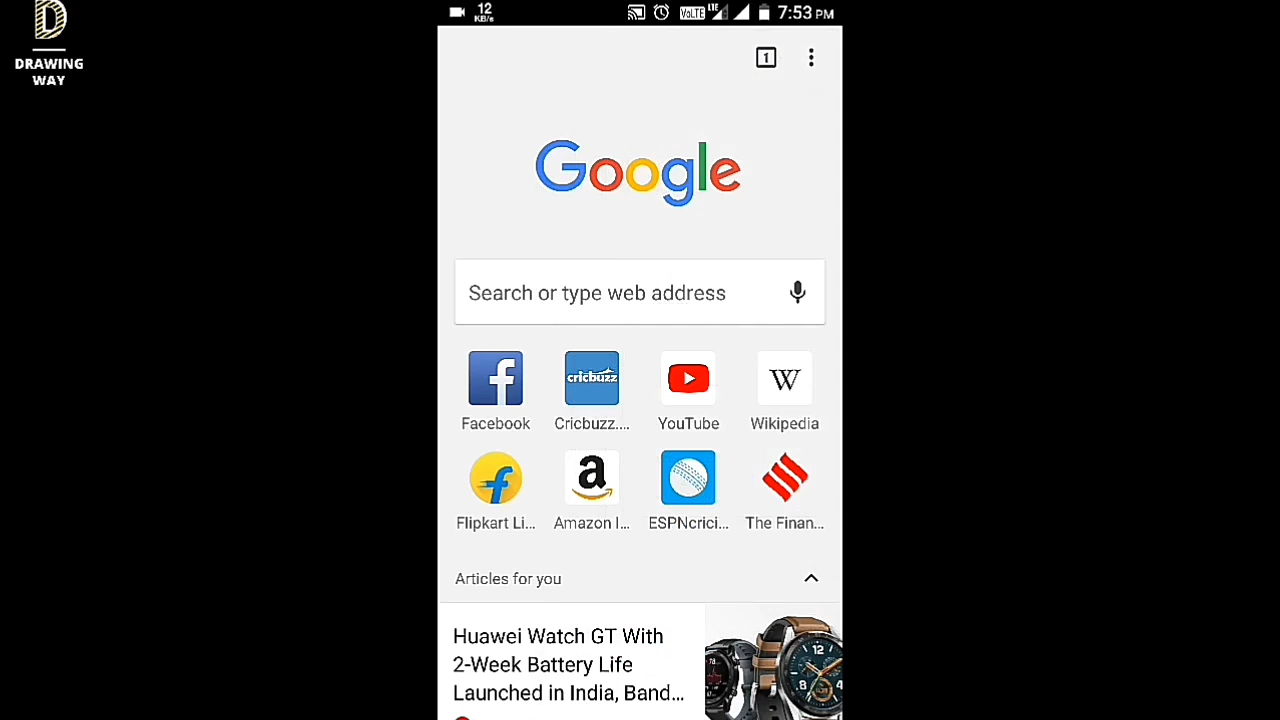 D
DRAWING
WAY
12
KB/s
VoLTE
LTE
7:53 PM
1
Google
Search or type web address
f
cricbuzz
W
Facebook
Cricbuzz....
YouTube
Wikipedia
f
a
Flipkart Li...
Amazon I...
ESPNcrici...
The Finan...
Articles for you
Huawei Watch GT With
2-Week Battery Life
Launched in India, Band...